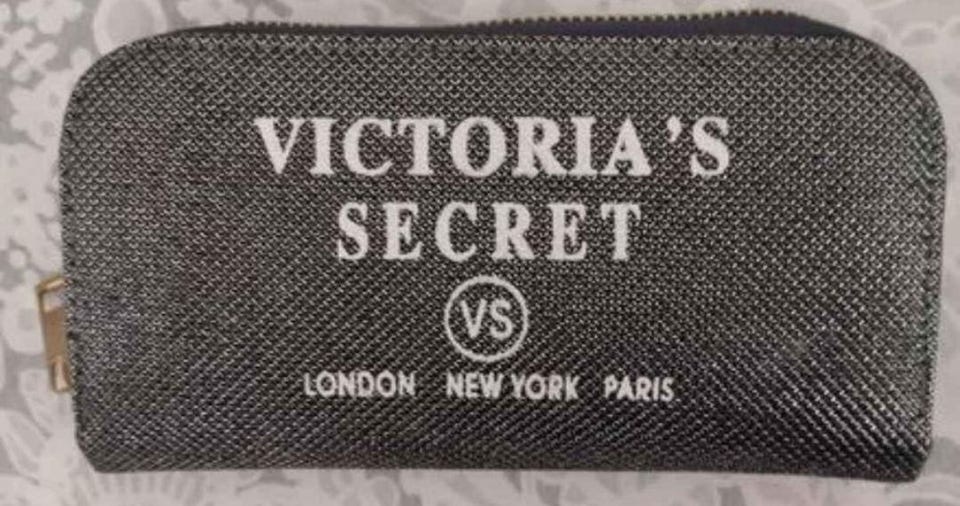 VICTORIA'S
SECRET
VS
LONDON NEW YORK PARIS